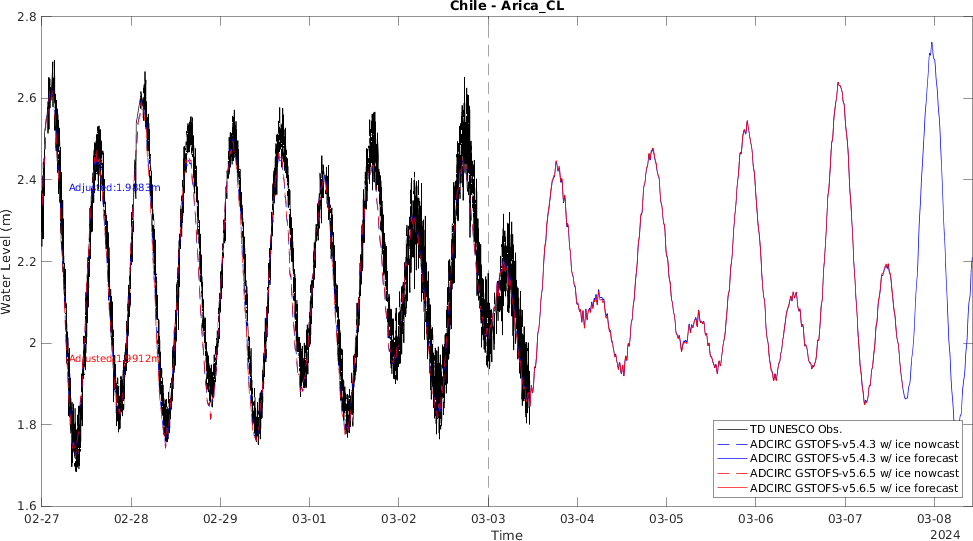 Chile - Arica_CL
2.8
2.6
2.4
2.2
2
1.8
1.6
Water Level (m)
Adjusted:1.9883m
Adjusted:1.9912m
TD UNESCO Obs.
ADCIRC GSTOFS-v5.4.3 w/ ice nowcast
ADCIRC GSTOFS-v5.4.3 w/ ice forecast
ADCIRC GSTOFS-v5.6.5 w/ ice nowcast
ADCIRC GSTOFS-v5.6.5 w/ ice forecast
02-27 02-28 02-29 03-01 03-02 03-03 03-04 03-05 03-06 03-07 03-08
Time
2024